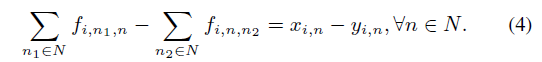 ∑_{n₁∈N} f_{i,n₁,n} − ∑_{n₂∈N} f_{i,n,n₂} = x_{i,n} − y_{i,n}, ∀n ∈ N. (4)